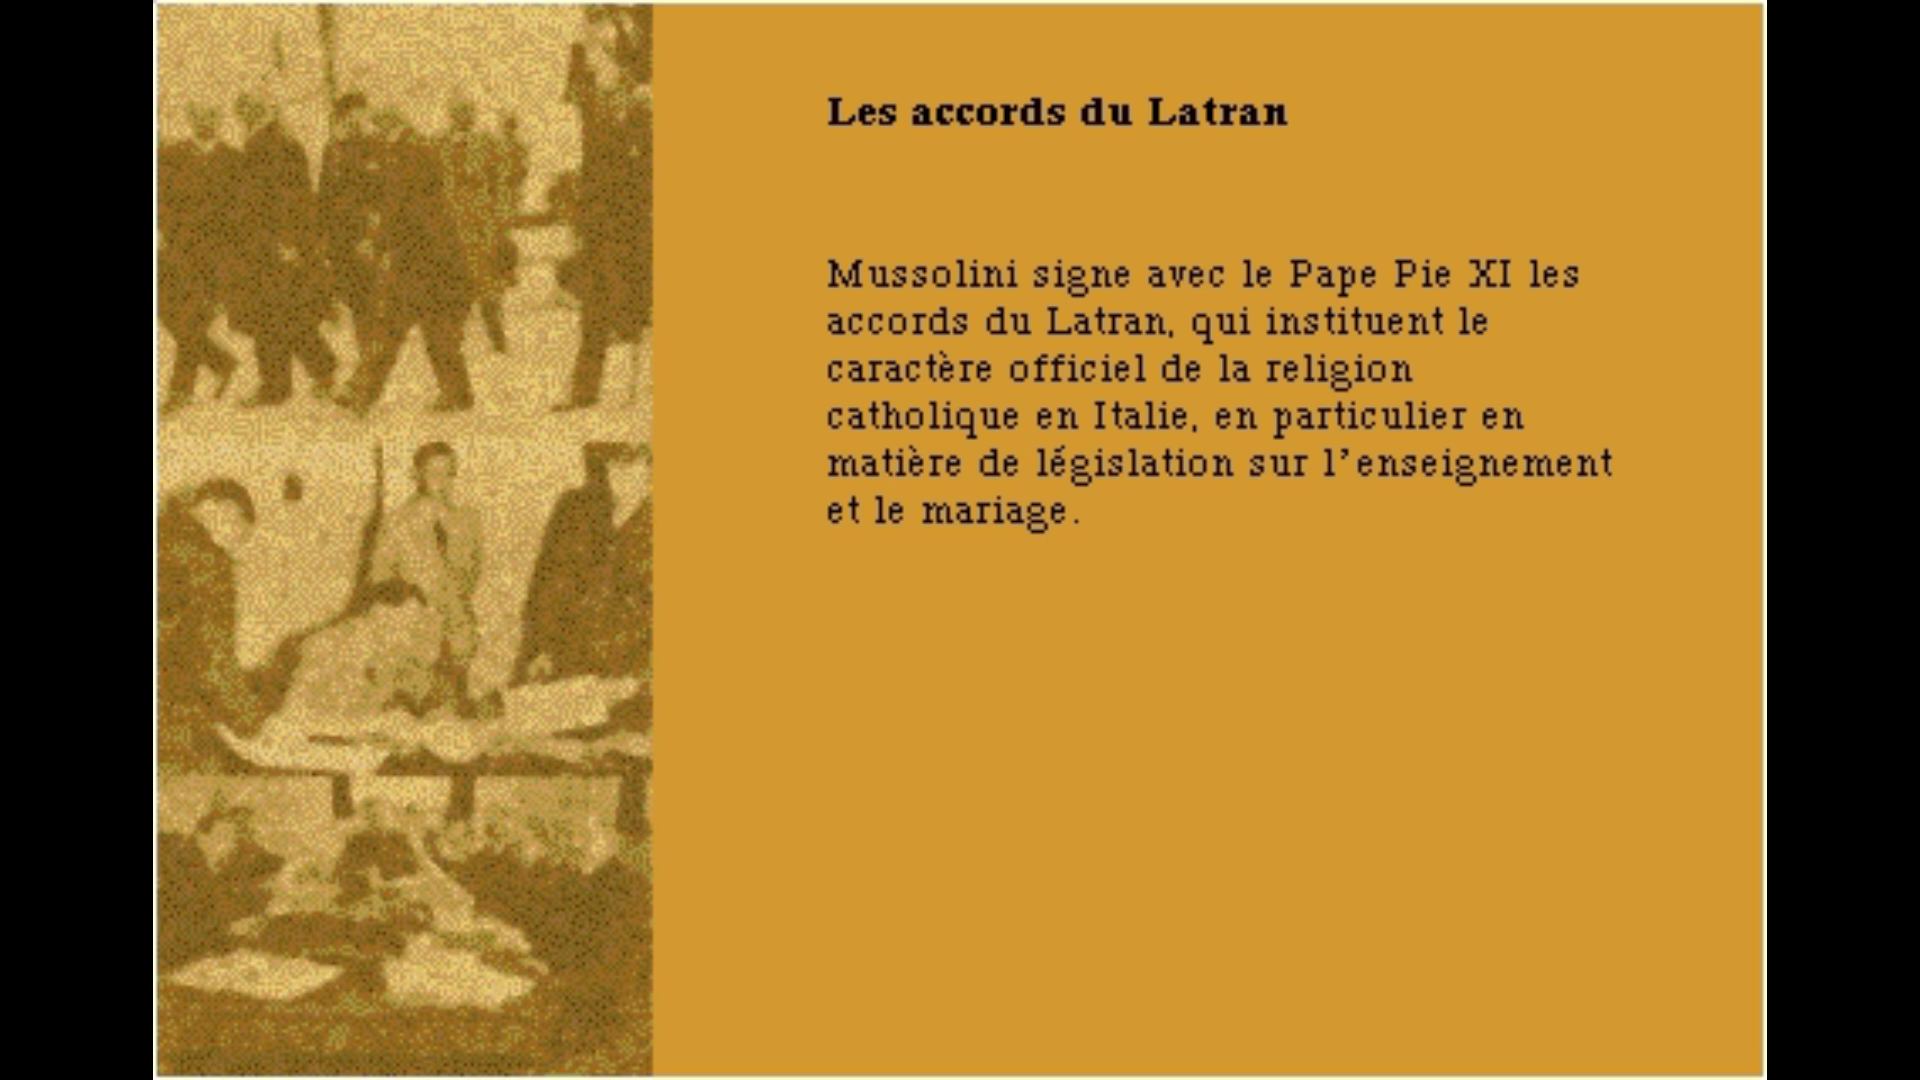 Les accords du Latran
Mussolini signe avec le Pape Pie XI les
accords du Latran, qui instituent le
caractère officiel de la religion
catholique en Italie, en particulier en
matière de législation sur l'enseignement
et le mariage.